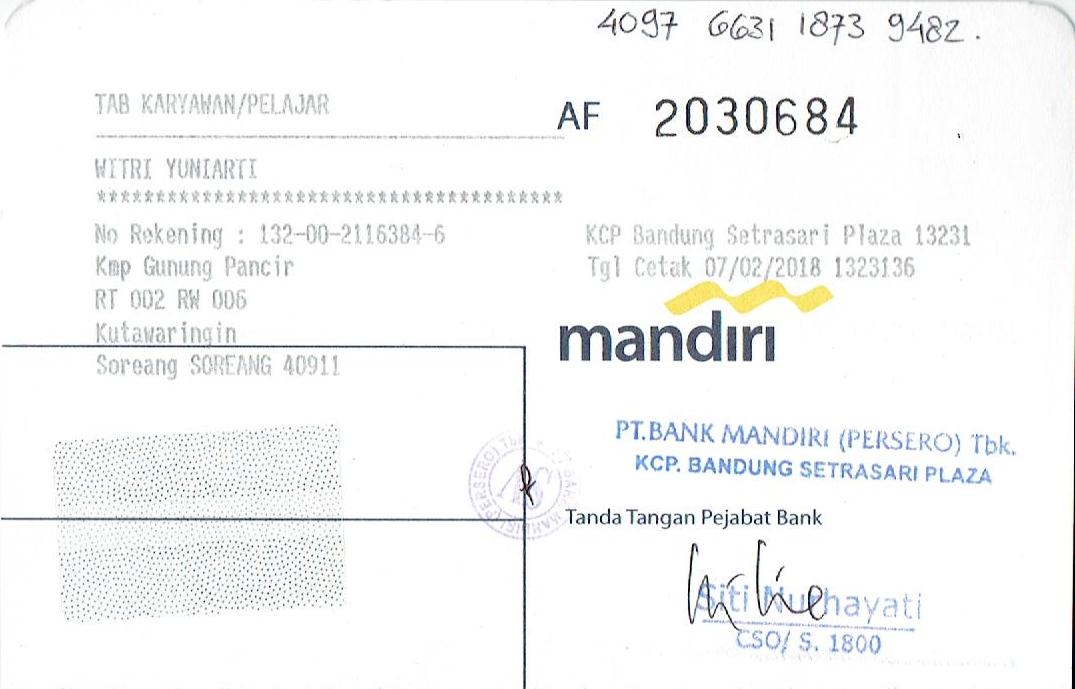 4097 6631 1873 9482.
TAB KARYAWAN/PELAJAR
AF 2030684
WITRI YUNIARTI
***************************************
No Rekening : 132-00-2116384-6
Kmp Gunung Pancir
RT 002 RW 006
Kutawaringin
Soreang SOREANG 40911
KCP Bandung Setrasari Plaza 13231
Tgl Cetak 07/02/2018 1323136
mandiri
PT.BANK MANDIRI (PERSERO) Tbk.
KCP. BANDUNG SETRASARI PLAZA
Tanda Tangan Pejabat Bank
Siti Nurhayati
CSO/ S. 1800